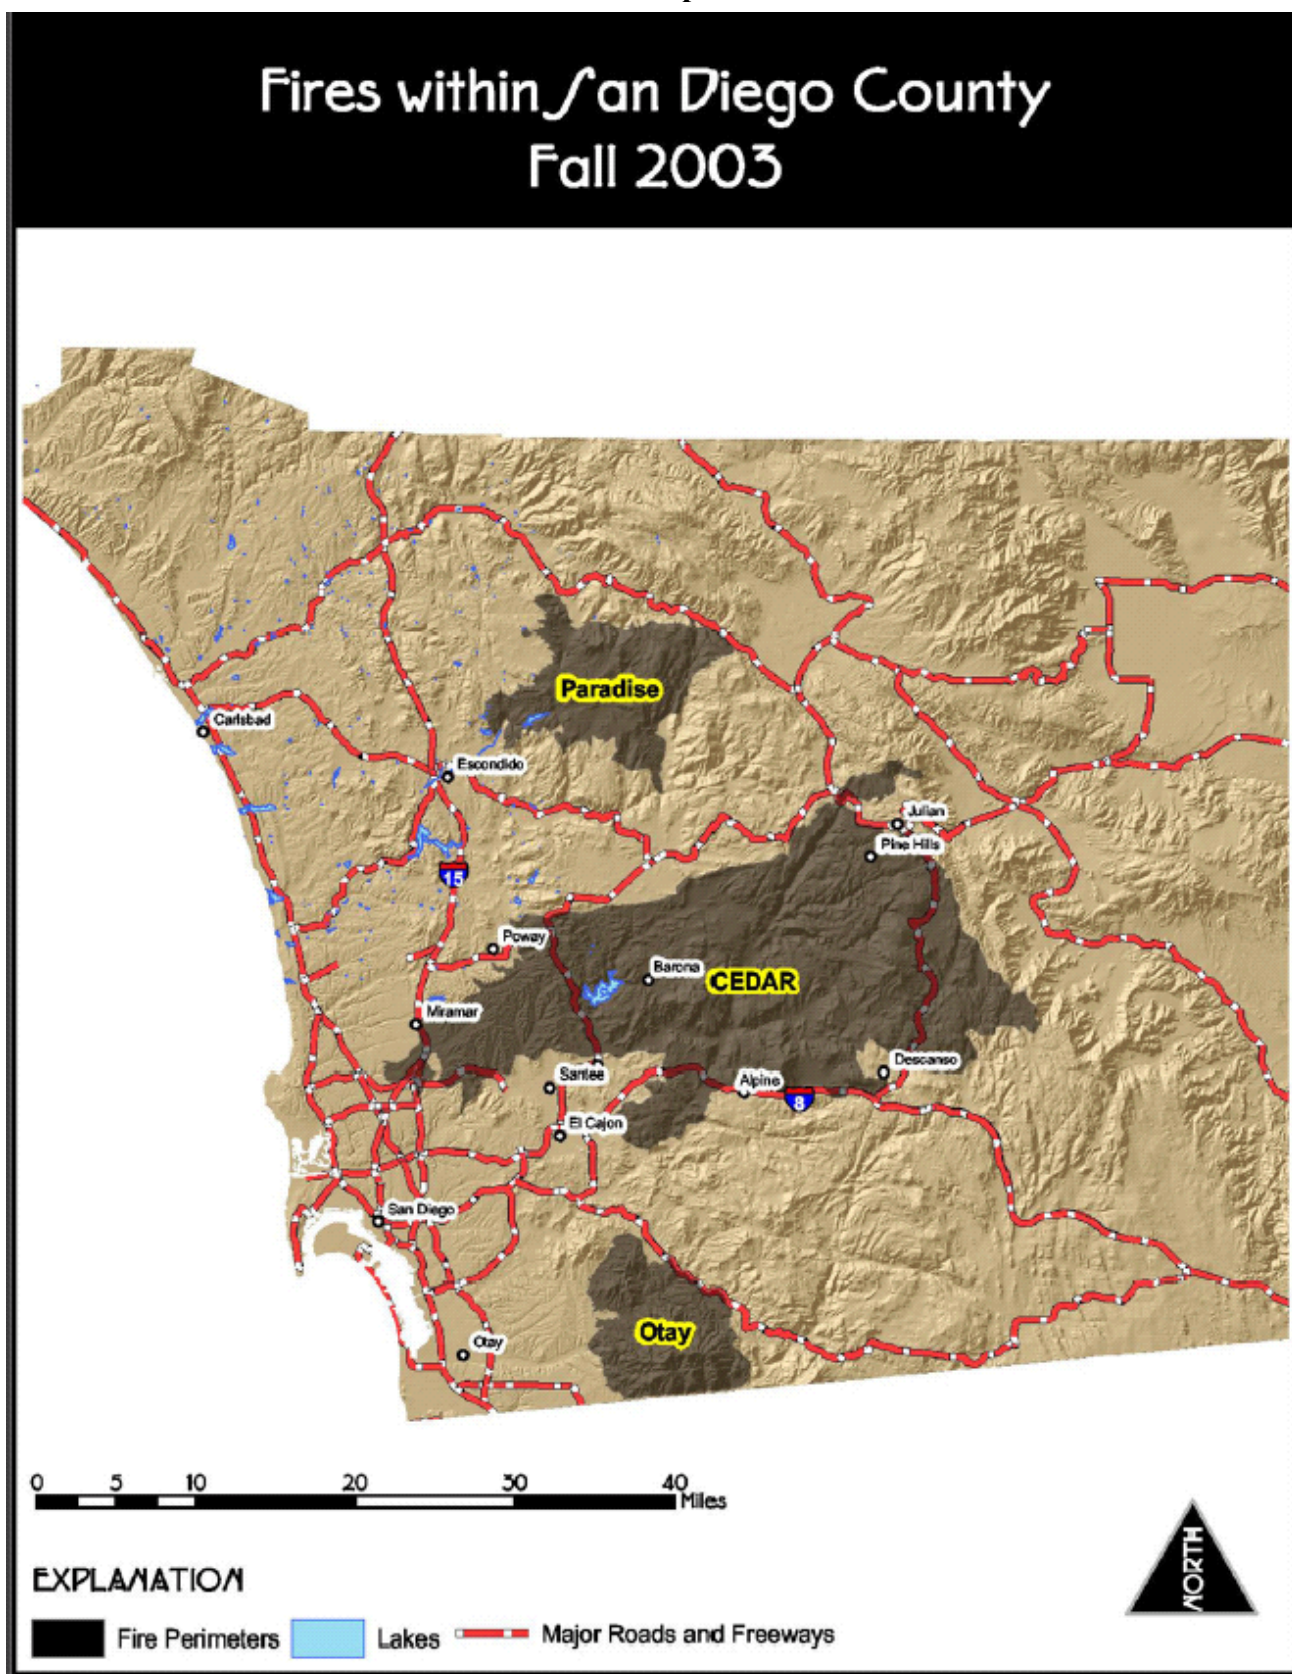 Fires within San Diego County
Fall 2003
Paradise
Carlsbad
Escondido
Julian
Pine Hills
15
Poway
Barona
CEDAR
Miramar
Descanso
Santee
Alpine
8
El Cajon
San Diego
Otay
Otay
0 5 10 20 30 40
Miles
NORTH
EXPLANATION
Fire Perimeters Lakes Major Roads and Freeways